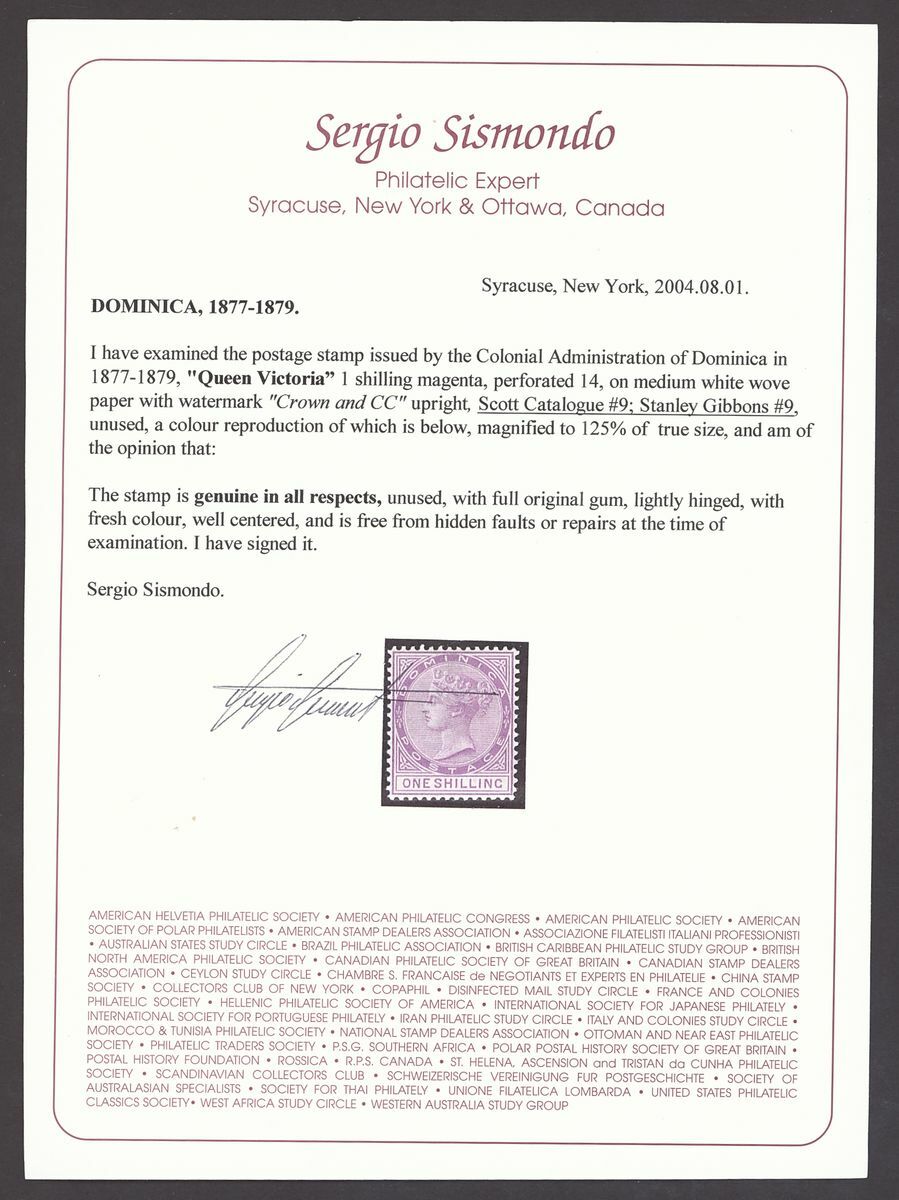 Sergio Sismondo
Philatelic Expert
Syracuse, New York & Ottawa, Canada
Syracuse, New York, 2004.08.01.
DOMINICA, 1877-1879.
I have examined the postage stamp issued by the Colonial Administration of Dominica in
1877-1879, "Queen Victoria” 1 shilling magenta, perforated 14, on medium white wove
paper with watermark "Crown and CC" upright, Scott Catalogue #9; Stanley Gibbons #9,
unused, a colour reproduction of which is below, magnified to 125% of true size, and am of
the opinion that:
The stamp is genuine in all respects, unused, with full original gum, lightly hinged, with
fresh colour, well centered, and is free from hidden faults or repairs at the time of
examination. I have signed it.
Sergio Sismondo.
DOMINICA
POSTAGE
ONE SHILLING
AMERICAN HELVETIA PHILATELIC SOCIETY • AMERICAN PHILATELIC CONGRESS • AMERICAN PHILATELIC SOCIETY • AMERICAN
SOCIETY OF POLAR PHILATELISTS • AMERICAN STAMP DEALERS ASSOCIATION • ASSOCIAZIONE FILATELISTI ITALIANI PROFESSIONISTI
• AUSTRALIAN STATES STUDY CIRCLE • BRAZIL PHILATELIC ASSOCIATION • BRITISH CARIBBEAN PHILATELIC STUDY GROUP • BRITISH
NORTH AMERICA PHILATELIC SOCIETY • CANADIAN PHILATELIC SOCIETY OF GREAT BRITAIN • CANADIAN STAMP DEALERS
ASSOCIATION • CEYLON STUDY CIRCLE • CHAMBRE S. FRANCAISE de NEGOTIANTS ET EXPERTS EN PHILATELIE • CHINA STAMP
SOCIETY • COLLECTORS CLUB OF NEW YORK • COPAPHIL • DISINFECTED MAIL STUDY CIRCLE • FRANCE AND COLONIES
PHILATELIC SOCIETY • HELLENIC PHILATELIC SOCIETY OF AMERICA • INTERNATIONAL SOCIETY FOR JAPANESE PHILATELY •
INTERNATIONAL SOCIETY FOR PORTUGUESE PHILATELY • IRAN PHILATELIC STUDY CIRCLE • ITALY AND COLONIES STUDY CIRCLE •
MOROCCO & TUNISIA PHILATELIC SOCIETY • NATIONAL STAMP DEALERS ASSOCIATION • OTTOMAN AND NEAR EAST PHILATELIC
SOCIETY • PHILATELIC TRADERS SOCIETY • P.S.G. SOUTHERN AFRICA • POLAR POSTAL HISTORY SOCIETY OF GREAT BRITAIN •
POSTAL HISTORY FOUNDATION • ROSSICA • R.P.S. CANADA • ST. HELENA, ASCENSION and TRISTAN da CUNHA PHILATELIC
SOCIETY • SCANDINAVIAN COLLECTORS CLUB • SCHWEIZERISCHE VEREINIGUNG FUR POSTGESCHICHTE • SOCIETY OF
AUSTRALASIAN SPECIALISTS • SOCIETY FOR THAI PHILATELY • UNIONE FILATELICA LOMBARDA • UNITED STATES PHILATELIC
CLASSICS SOCIETY• WEST AFRICA STUDY CIRCLE • WESTERN AUSTRALIA STUDY GROUP